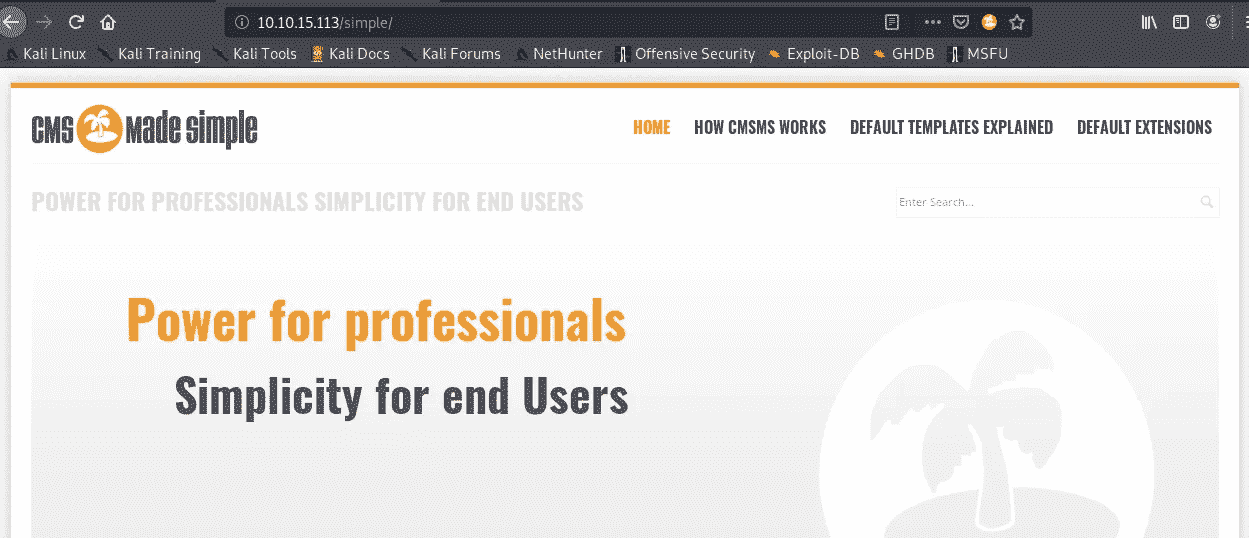 10.10.15.113/simple/
Kali Linux Kali Training Kali Tools Kali Docs Kali Forums NetHunter Offensive Security Exploit-DB GHDB MSFU
CMS made simple
HOME HOW CMSMS WORKS DEFAULT TEMPLATES EXPLAINED DEFAULT EXTENSIONS
POWER FOR PROFESSIONALS SIMPLICITY FOR END USERS
Enter Search...
Power for professionals
Simplicity for end Users